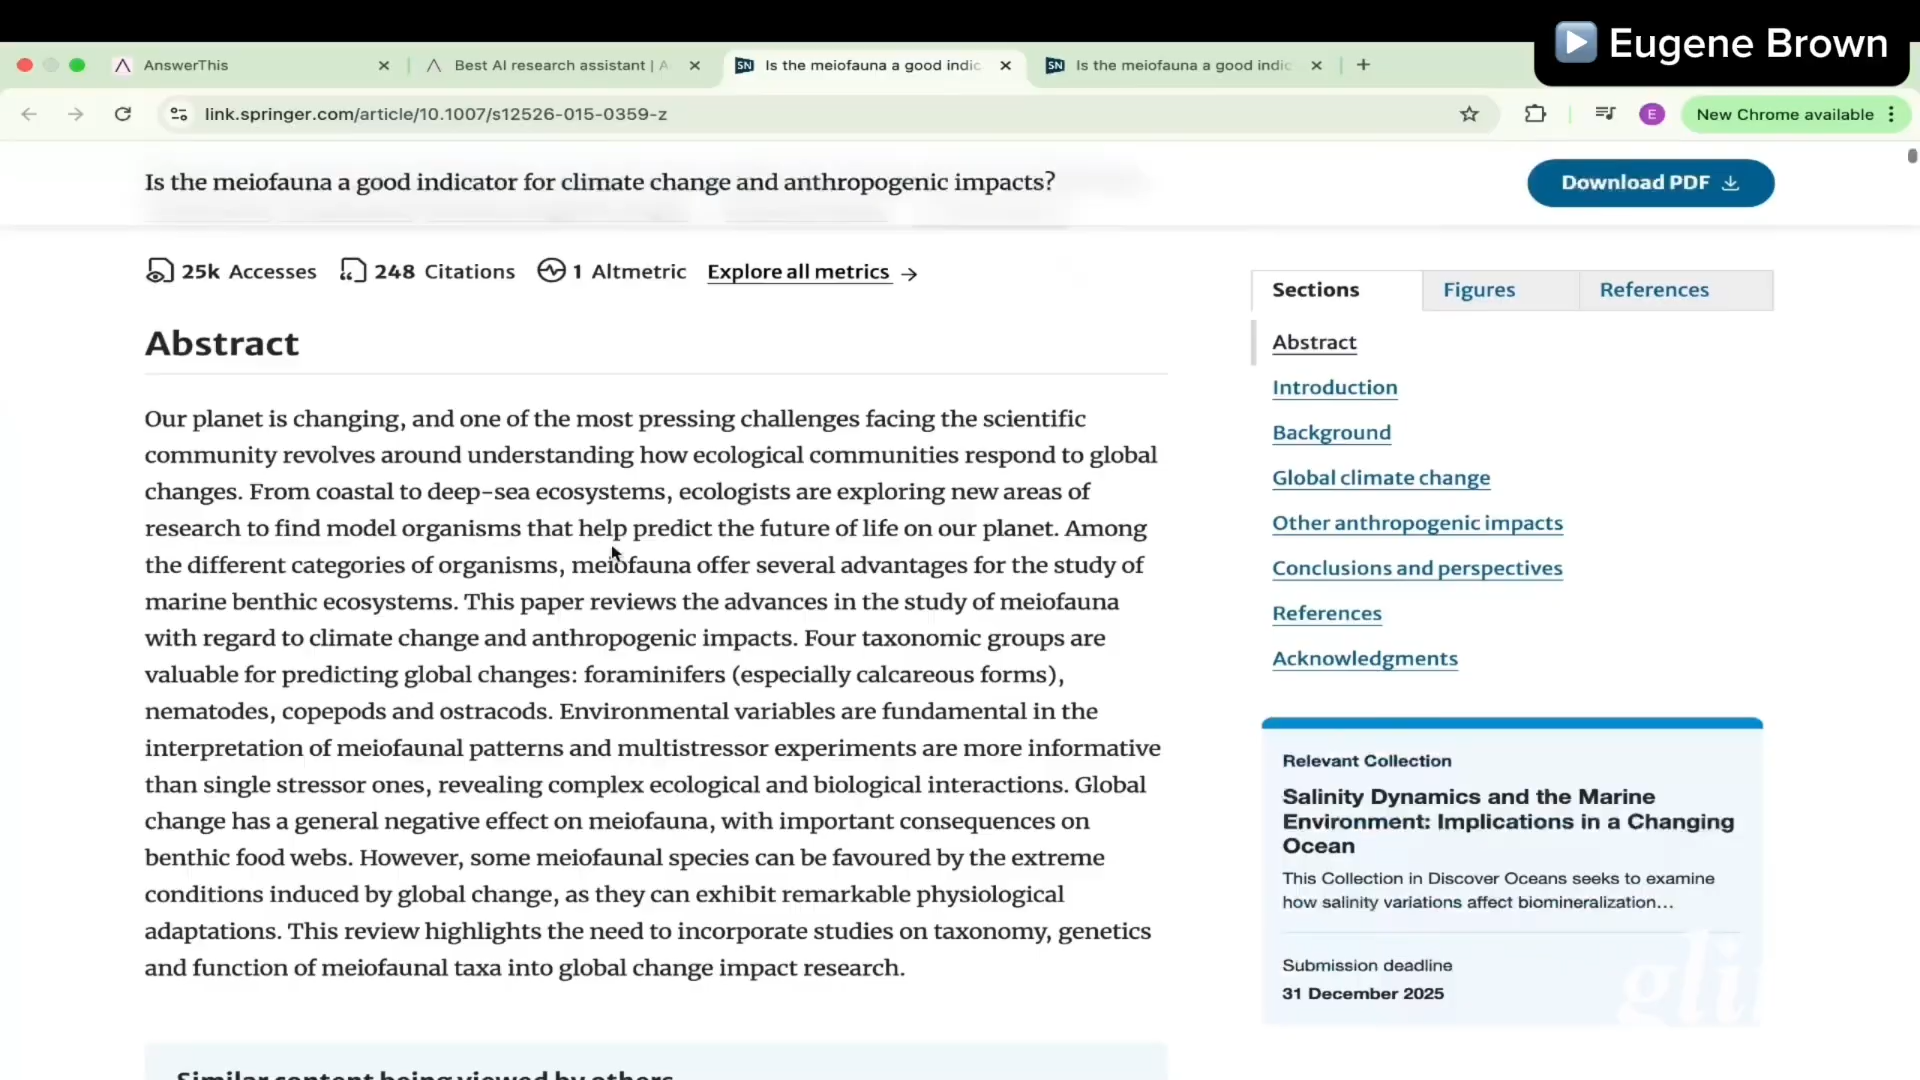 Eugene Brown
AnswerThis
Best AI research assistant | A
Is the meiofauna a good indic
Is the meiofauna a good indic
link.springer.com/article/10.1007/s12526-015-0359-z
E
New Chrome available
Is the meiofauna a good indicator for climate change and anthropogenic impacts?
Download PDF
25k Accesses 248 Citations 1 Altmetric Explore all metrics →
Abstract
Our planet is changing, and one of the most pressing challenges facing the scientific
community revolves around understanding how ecological communities respond to global
changes. From coastal to deep-sea ecosystems, ecologists are exploring new areas of
research to find model organisms that help predict the future of life on our planet. Among
the different categories of organisms, meiofauna offer several advantages for the study of
marine benthic ecosystems. This paper reviews the advances in the study of meiofauna
with regard to climate change and anthropogenic impacts. Four taxonomic groups are
valuable for predicting global changes: foraminifers (especially calcareous forms),
nematodes, copepods and ostracods. Environmental variables are fundamental in the
interpretation of meiofaunal patterns and multistressor experiments are more informative
than single stressor ones, revealing complex ecological and biological interactions. Global
change has a general negative effect on meiofauna, with important consequences on
benthic food webs. However, some meiofaunal species can be favoured by the extreme
conditions induced by global change, as they can exhibit remarkable physiological
adaptations. This review highlights the need to incorporate studies on taxonomy, genetics
and function of meiofaunal taxa into global change impact research.
Similar content being viewed by others
Sections
Figures
References
Abstract
Introduction
Background
Global climate change
Other anthropogenic impacts
Conclusions and perspectives
References
Acknowledgments
Relevant Collection
Salinity Dynamics and the Marine
Environment: Implications in a Changing
Ocean
This Collection in Discover Oceans seeks to examine
how salinity variations affect biomineralization...
Submission deadline
31 December 2025